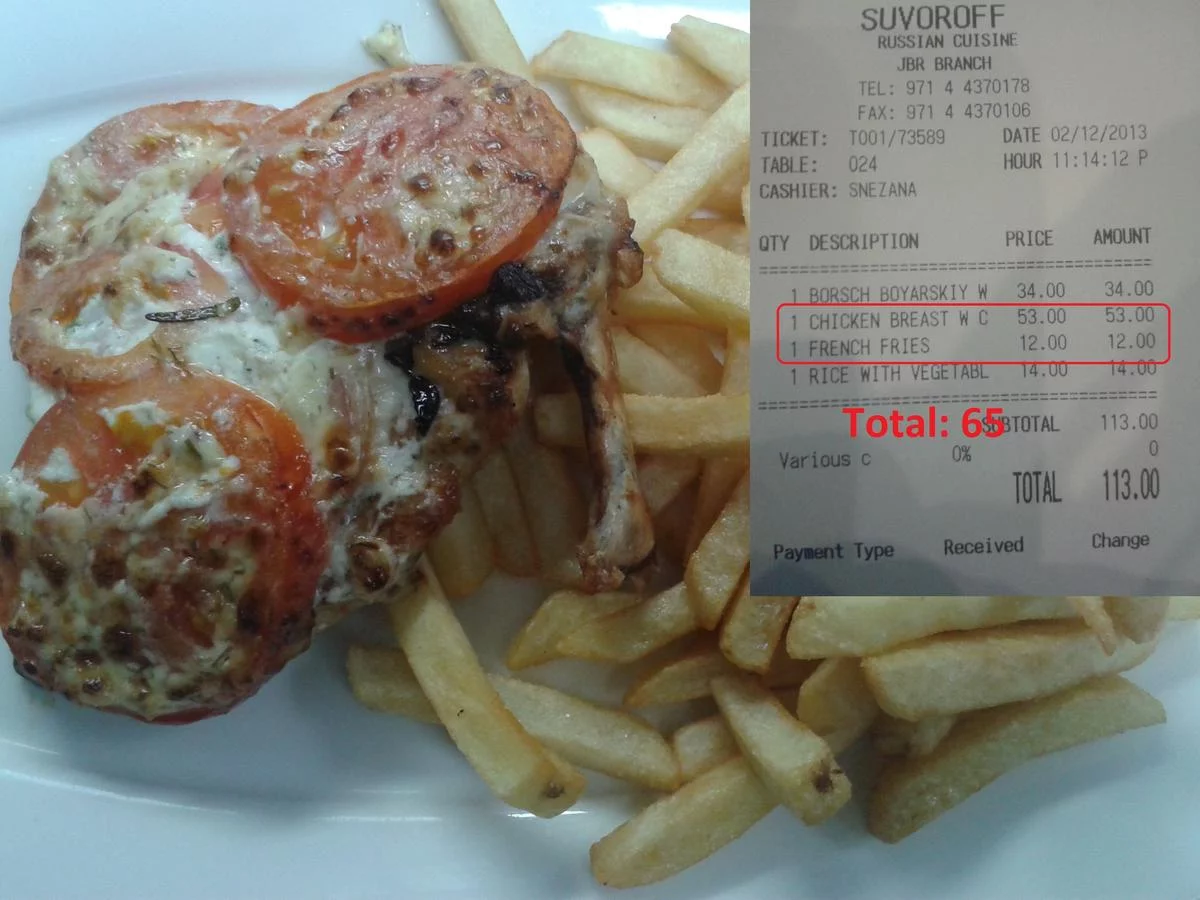 SUVOROFF
RUSSIAN CUISINE
JBR BRANCH
TEL: 971 4 4370178
FAX: 971 4 4370106
TICKET: T001/73589 DATE 02/12/2013
TABLE: 024 HOUR 11:14:12 P
CASHIER: SNEZANA
QTY DESCRIPTION PRICE AMOUNT
1 BORSCH BOYARSKIY W 34.00 34.00
1 CHICKEN BREAST W C 53.00 53.00
1 FRENCH FRIES 12.00 12.00
1 RICE WITH VEGETABL 14.00 14.00
Total: 65
SUBTOTAL 113.00
Various c 0% 0
TOTAL 113.00
Payment Type Received Change